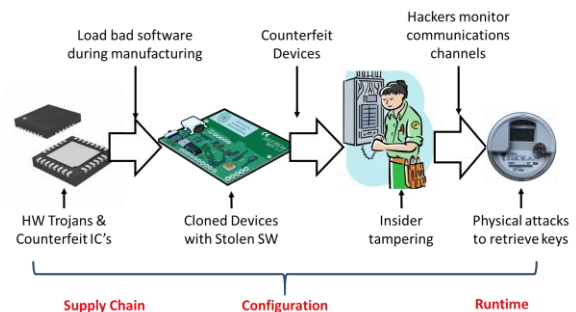 Load bad software
during manufacturing
Counterfeit
Devices
Hackers monitor
communications
channels
HW Trojans &
Counterfeit IC's
Cloned Devices
with Stolen SW
Insider
tampering
Physical attacks
to retrieve keys
Supply Chain
Configuration
Runtime